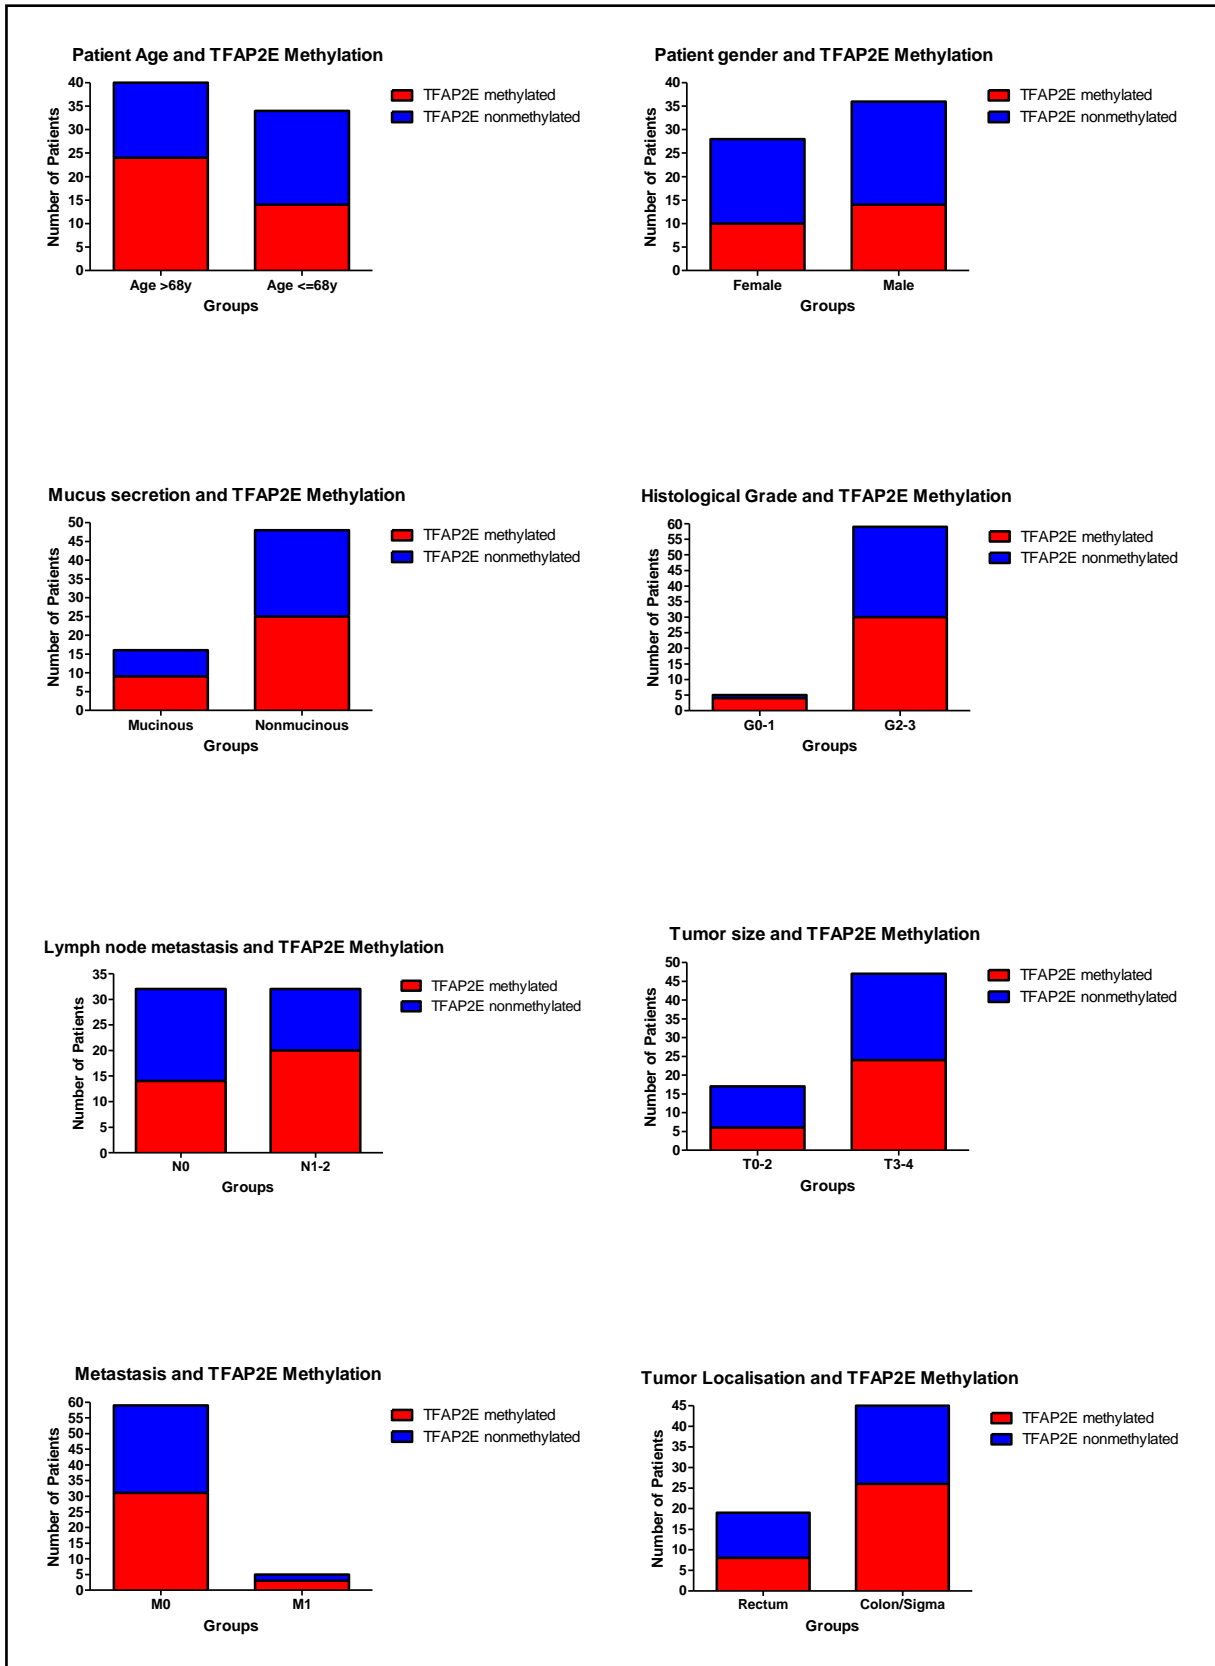 Patient Age and TFAP2E Methylation
Number of Patients
40
35
30
25
20
15
10
5
0
Age >68y
Age <=68y
Groups
TFAP2E methylated
TFAP2E nonmethylated
Patient gender and TFAP2E Methylation
Number of Patients
40
35
30
25
20
15
10
5
0
Female
Male
Groups
TFAP2E methylated
TFAP2E nonmethylated
Mucus secretion and TFAP2E Methylation
Number of Patients
50
45
40
35
30
25
20
15
10
5
0
Mucinous
Nonmucinous
Groups
TFAP2E methylated
TFAP2E nonmethylated
Histological Grade and TFAP2E Methylation
Number of Patients
60
55
50
45
40
35
30
25
20
15
10
5
0
G0-1
G2-3
Groups
TFAP2E methylated
TFAP2E nonmethylated
Lymph node metastasis and TFAP2E Methylation
Number of Patients
35
30
25
20
15
10
5
0
N0
N1-2
Groups
TFAP2E methylated
TFAP2E nonmethylated
Tumor size and TFAP2E Methylation
Number of Patients
50
45
40
35
30
25
20
15
10
5
0
T0-2
T3-4
Groups
TFAP2E methylated
TFAP2E nonmethylated
Metastasis and TFAP2E Methylation
Number of Patients
60
55
50
45
40
35
30
25
20
15
10
5
0
M0
M1
Groups
TFAP2E methylated
TFAP2E nonmethylated
Tumor Localisation and TFAP2E Methylation
Number of Patients
45
40
35
30
25
20
15
10
5
0
Rectum
Colon/Sigma
Groups
TFAP2E methylated
TFAP2E nonmethylated